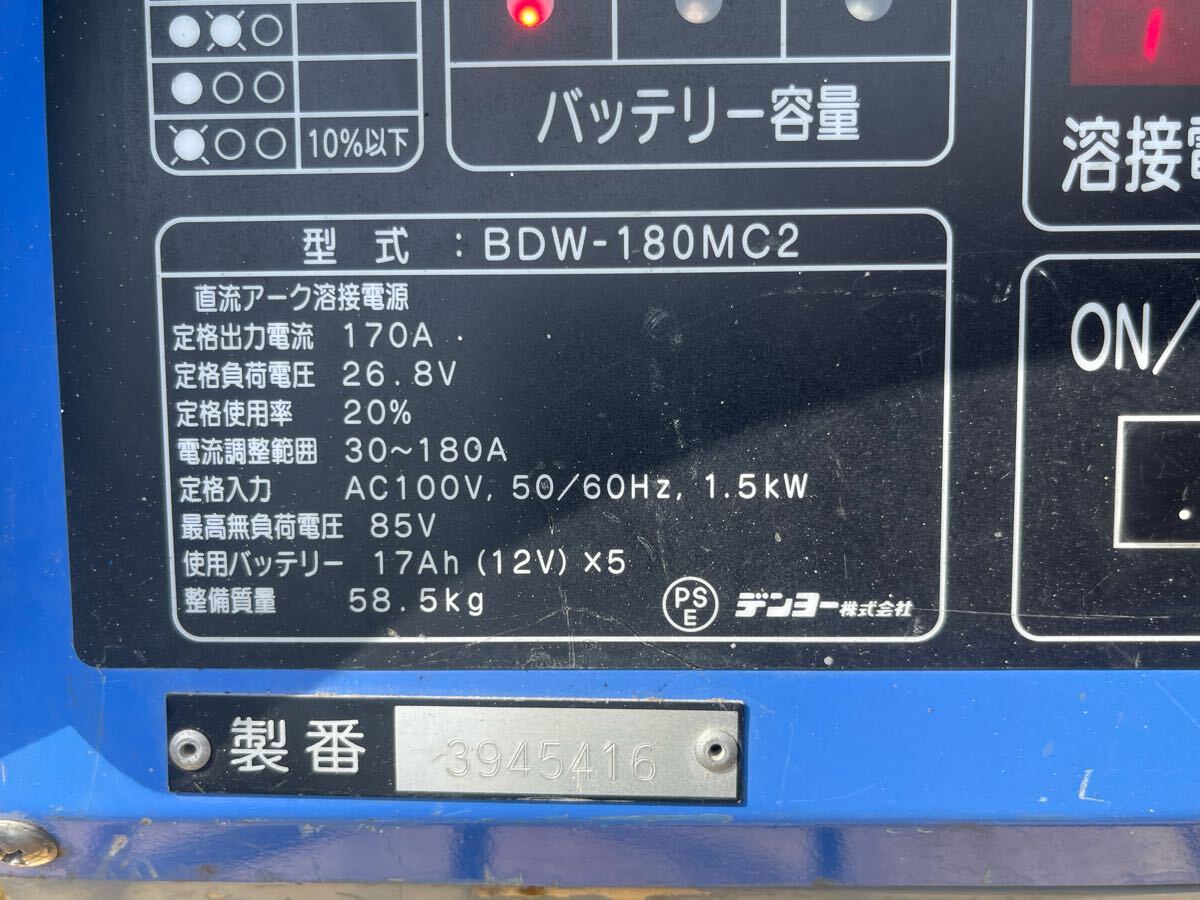 10%以下
バッテリー容量
溶接
ON/
型式：BDW-180MC2
直流アーク溶接電源
定格出力電流 170A
定格負荷電圧 26.8V
定格使用率 20%
電流調整範囲 30~180A
定格入力 AC100V, 50/60Hz, 1.5kW
最高無負荷電圧 85V
使用バッテリー 17Ah (12V) ×5
整備質量 58.5kg
PS
E
デンヨー株式会社
製番 3945416